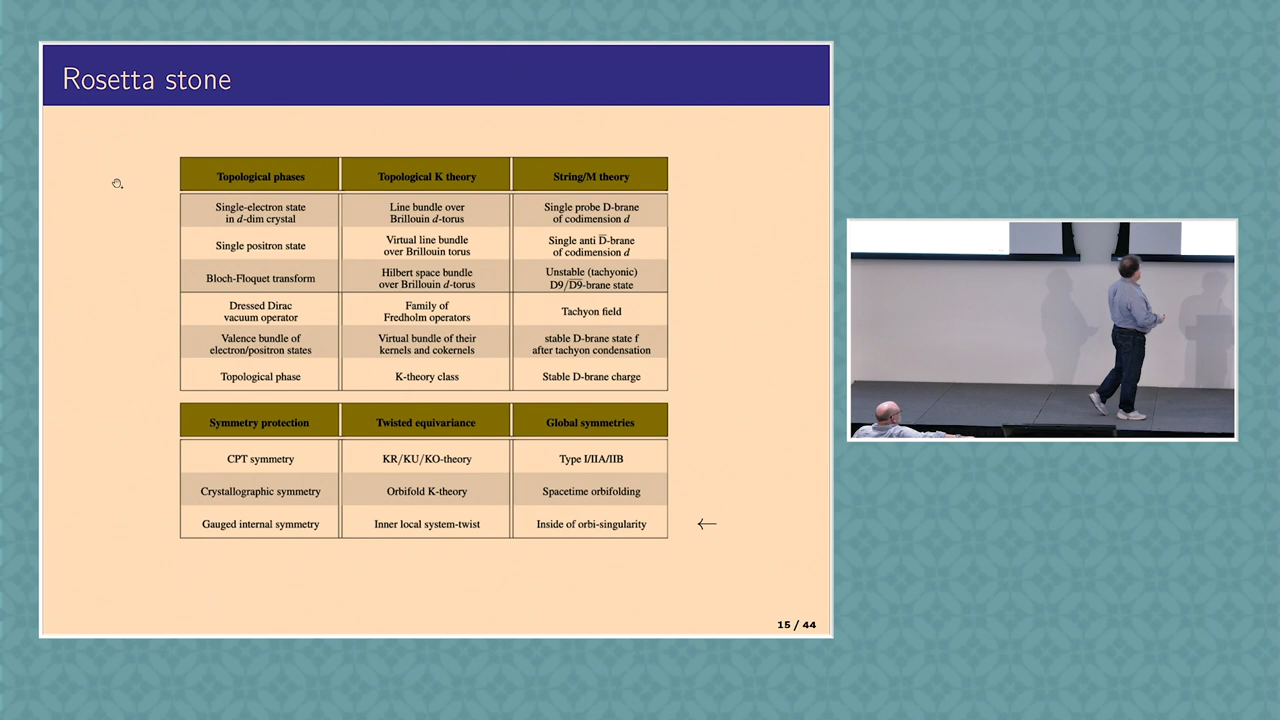 Rosetta stone
Topological phases Topological K theory String/M theory
Single-electron state Line bundle over Single probe D-brane
in d-dim crystal Brillouin d-torus of codimension d
Single positron state Virtual line bundle Single anti D̅-brane
over Brillouin torus of codimension d
Bloch-Floquet transform Hilbert space bundle Unstable (tachyonic)
over Brillouin d-torus D9/D̅9̅-brane state
Dressed Dirac Family of Tachyon field
vacuum operator Fredholm operators
Valence bundle of Virtual bundle of their stable D-brane state f
electron/positron states kernels and cokernels after tachyon condensation
Topological phase K-theory class Stable D-brane charge
Symmetry protection Twisted equivariance Global symmetries
CPT symmetry KR/KU/KO-theory Type I/IIA/IIB
Crystallographic symmetry Orbifold K-theory Spacetime orbifolding
Gauged internal symmetry Inner local system-twist Inside of orbi-singularity ←
15 / 44